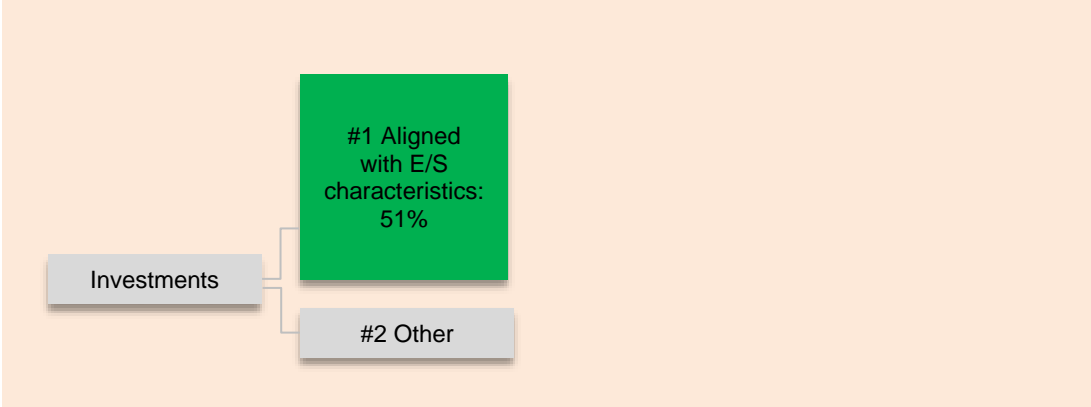 #1 Aligned
with E/S
characteristics:
51%
Investments
#2 Other